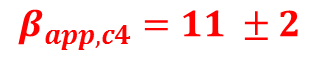 β_app,c4 = 11 ± 2